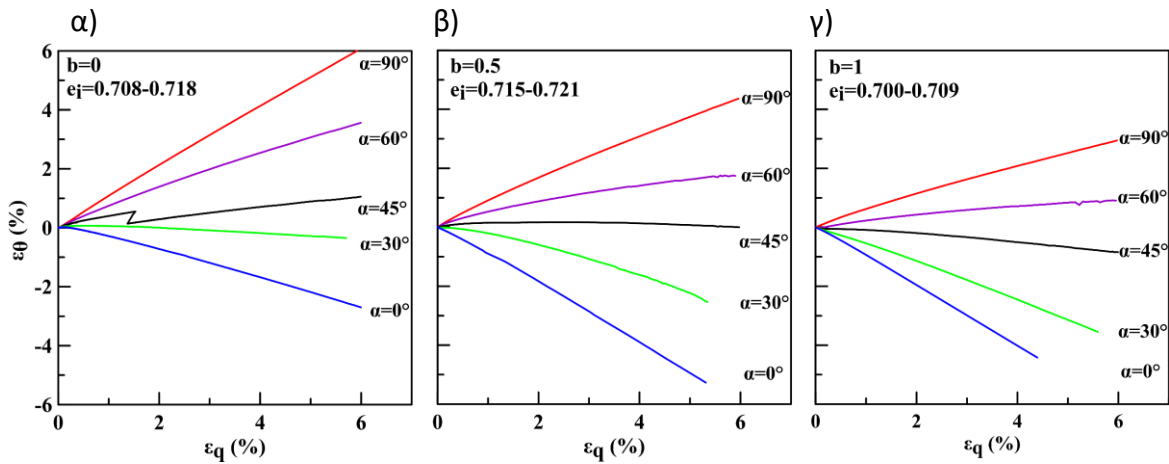 α)
β)
γ)
b=0
eᵢ=0.708-0.718
α=90°
α=60°
α=45°
α=30°
α=0°
b=0.5
eᵢ=0.715-0.721
α=90°
α=60°
α=45°
α=30°
α=0°
b=1
eᵢ=0.700-0.709
α=90°
α=60°
α=45°
α=30°
α=0°
6
4
2
0
-2
-4
-6
εθ (%)
0 2 4 6
0 2 4 6
0 2 4 6
εq (%)
εq (%)
εq (%)